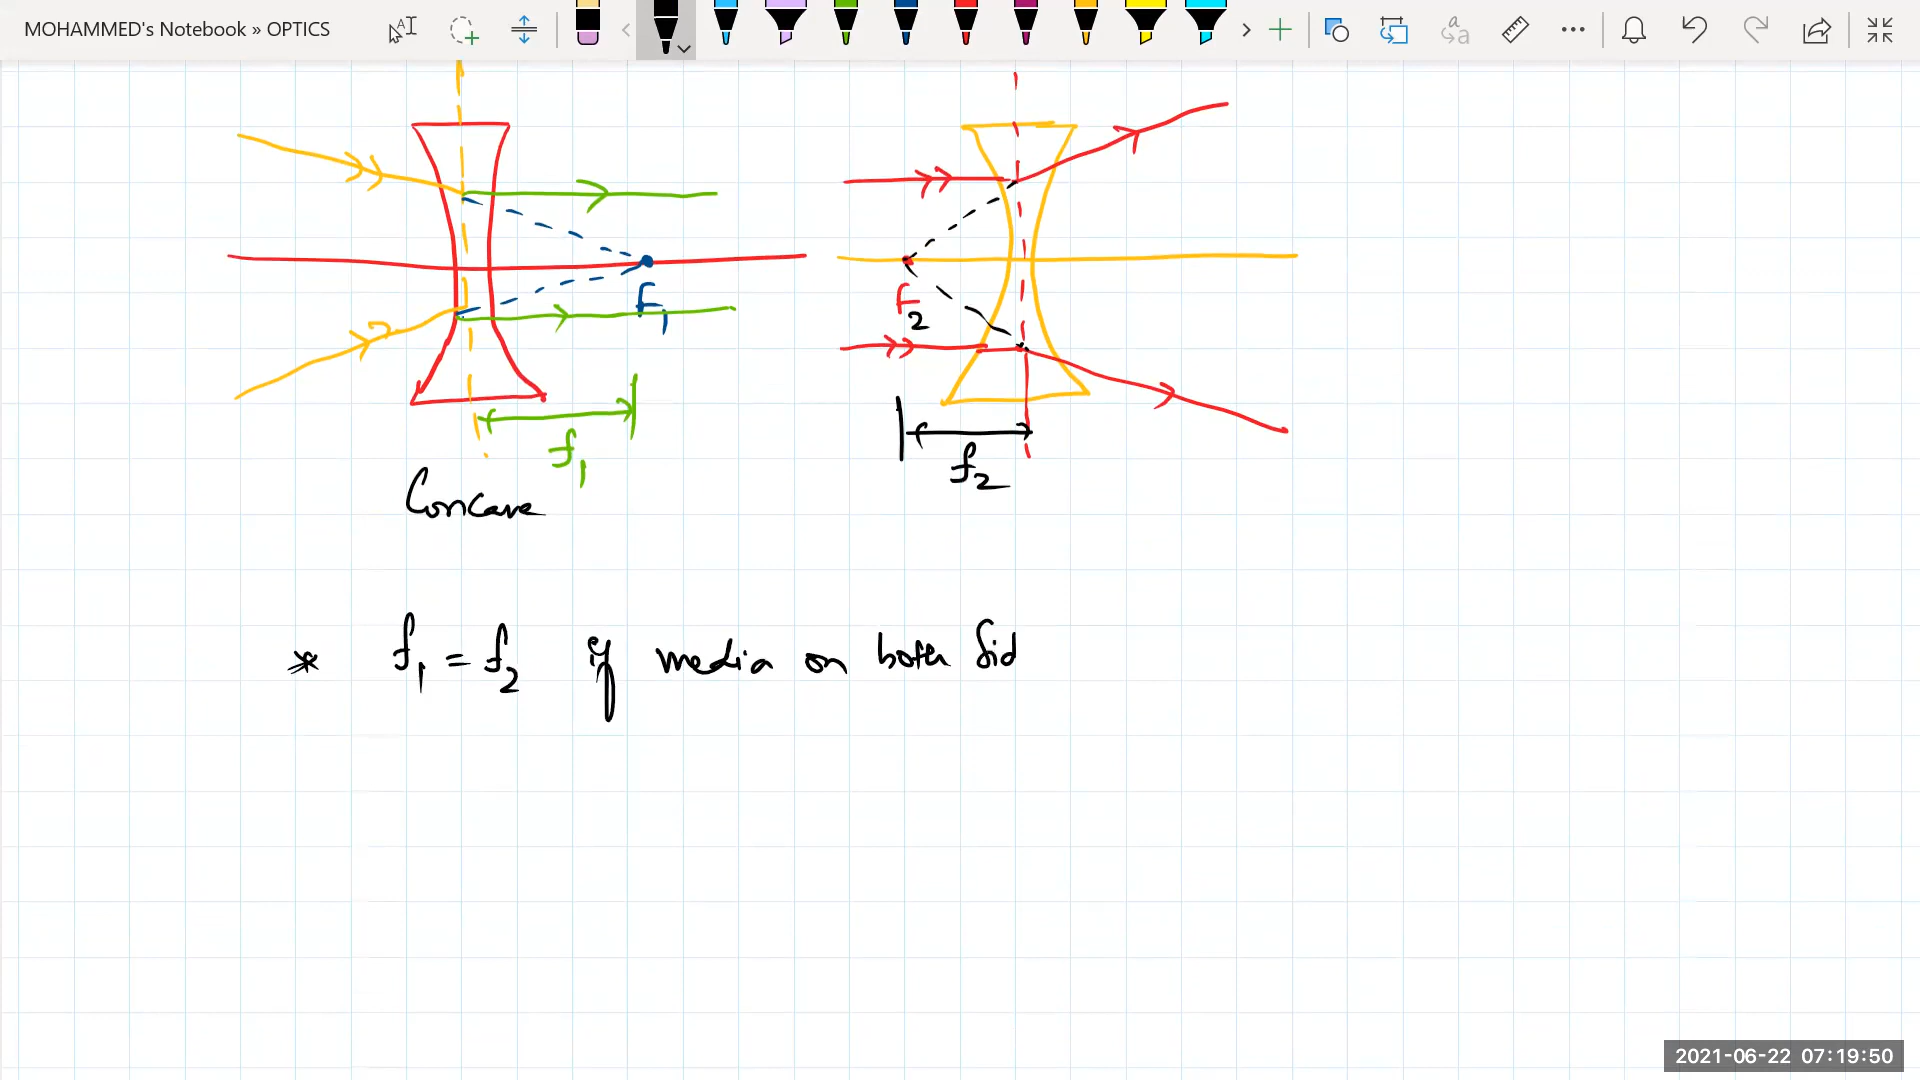 MOHAMMED's Notebook » OPTICS
F1
F2
f1
f2
Concave
* f1 = f2 if media on both Sid
2021-06-22 07:19:50